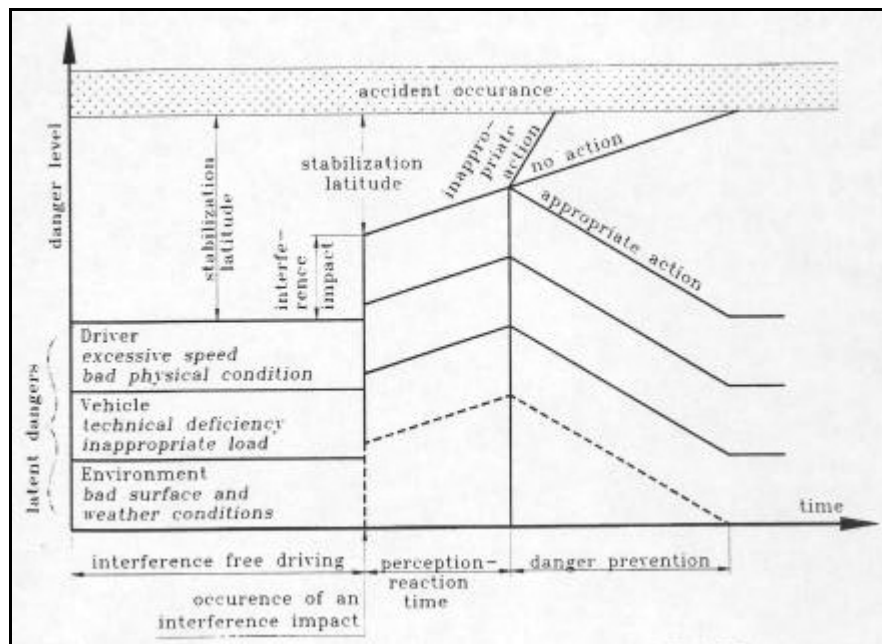 accident occurance
danger level
stabilization
latitude
stabilization
latitude
interfe-
rence
impact
inappro-
priate
action
no action
appropriate action
latent dangers
Driver
excessive speed
bad physical condition
Vehicle
technical deficiency
inappropriate load
Environment
bad surface and
weather conditions
time
interference free driving
perception-
reaction
time
danger prevention
occurence of an
interference impact